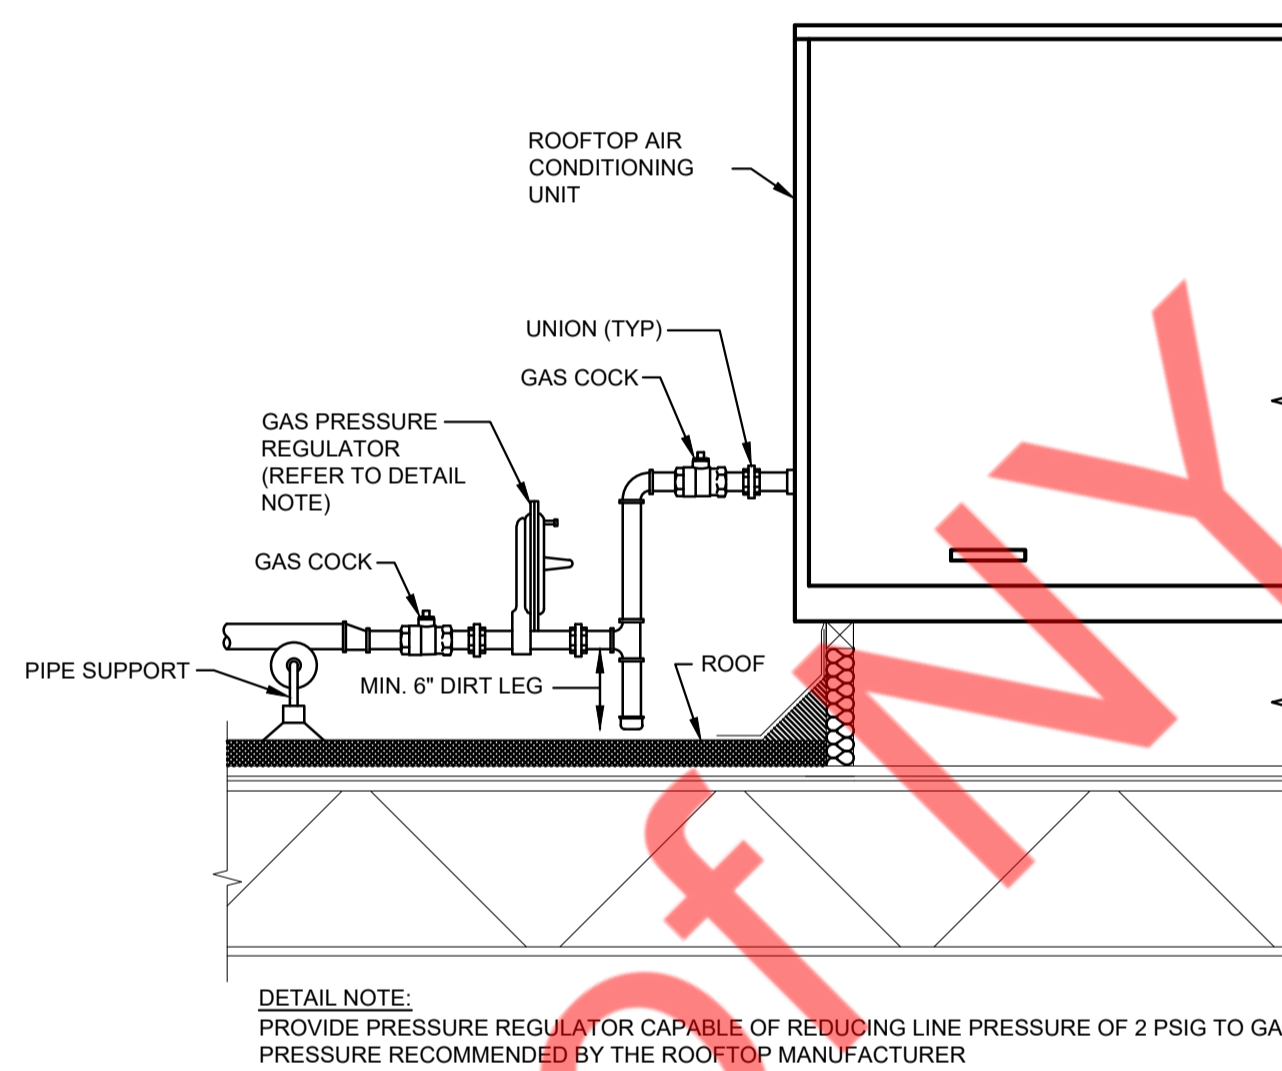 ROOFTOP AIR
CONDITIONING
UNIT
UNION (TYP)
GAS COCK
GAS PRESSURE
REGULATOR
(REFER TO DETAIL
NOTE)
GAS COCK
PIPE SUPPORT
MIN. 6" DIRT LEG
ROOF
DETAIL NOTE:
PROVIDE PRESSURE REGULATOR CAPABLE OF REDUCING LINE PRESSURE OF 2 PSIG TO GA
PRESSURE RECOMMENDED BY THE ROOFTOP MANUFACTURER
of NY